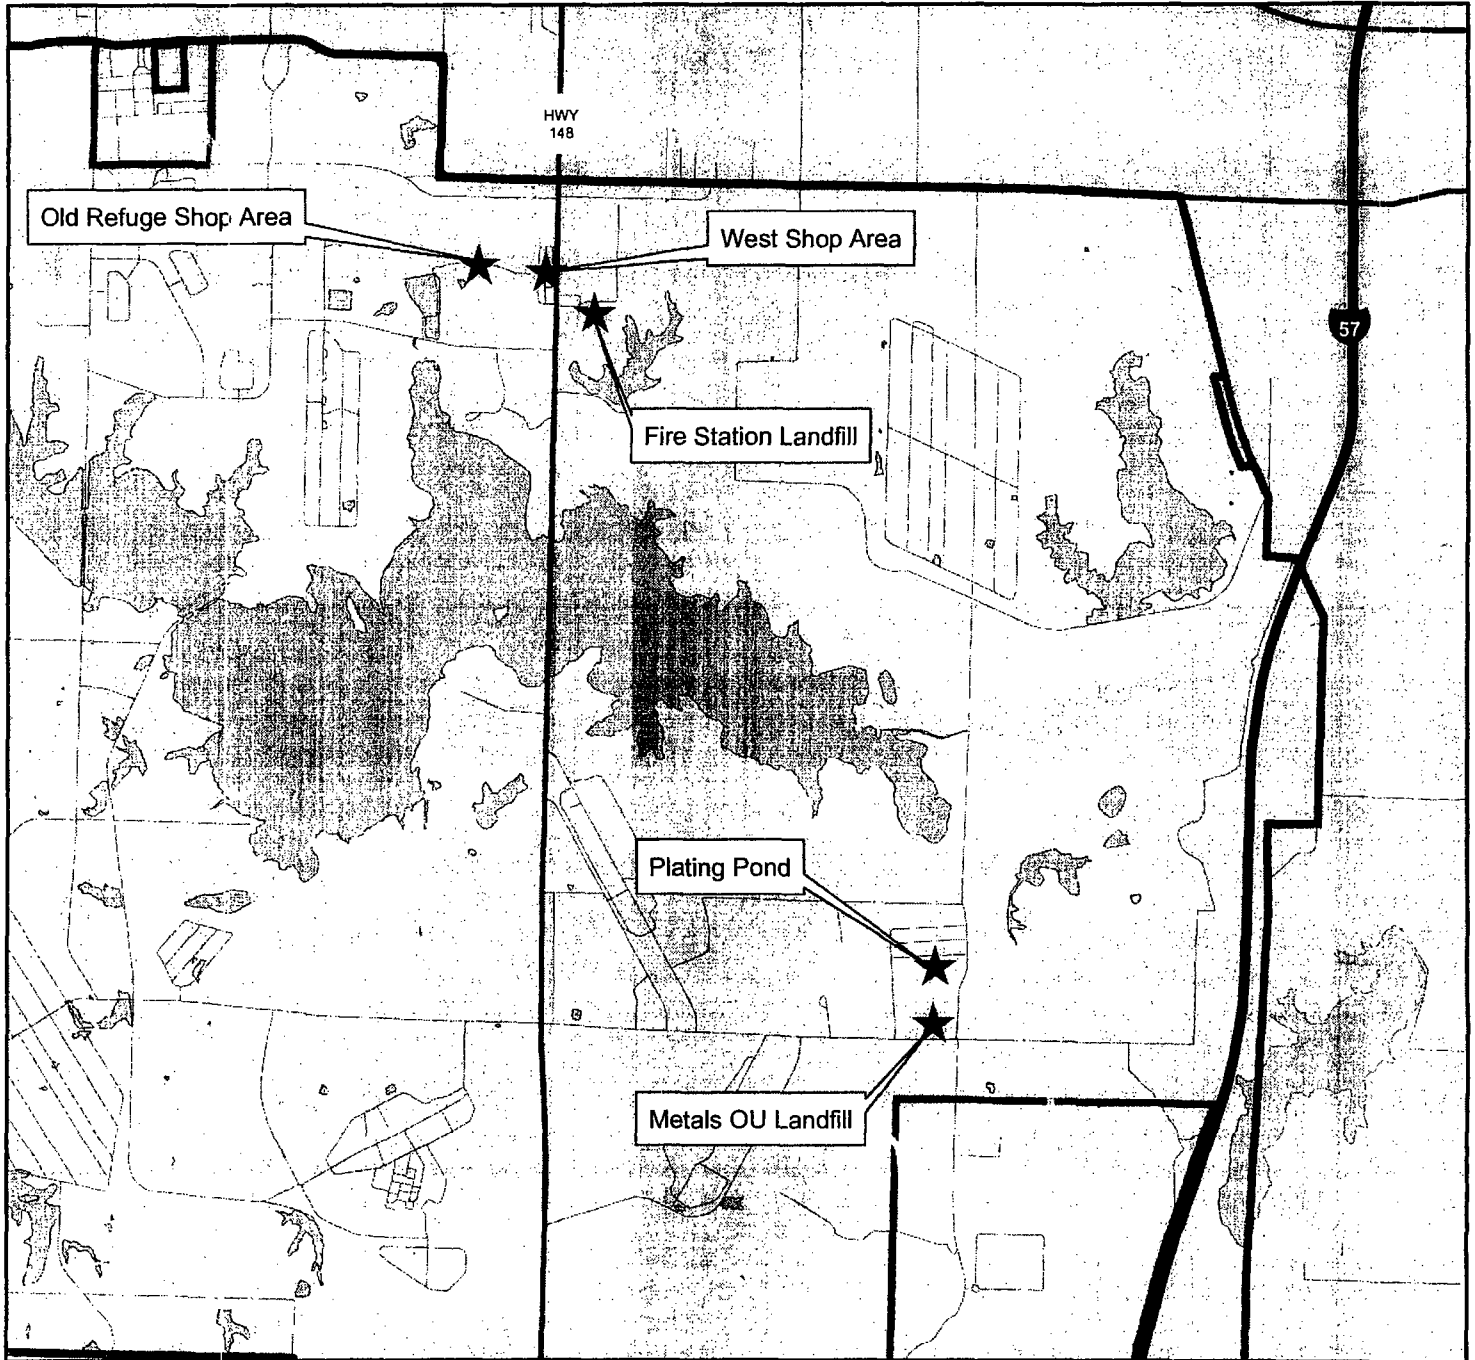 HWY
148
Old Refuge Shop Area
West Shop Area
57
Fire Station Landfill
Plating Pond
Metals OU Landfill